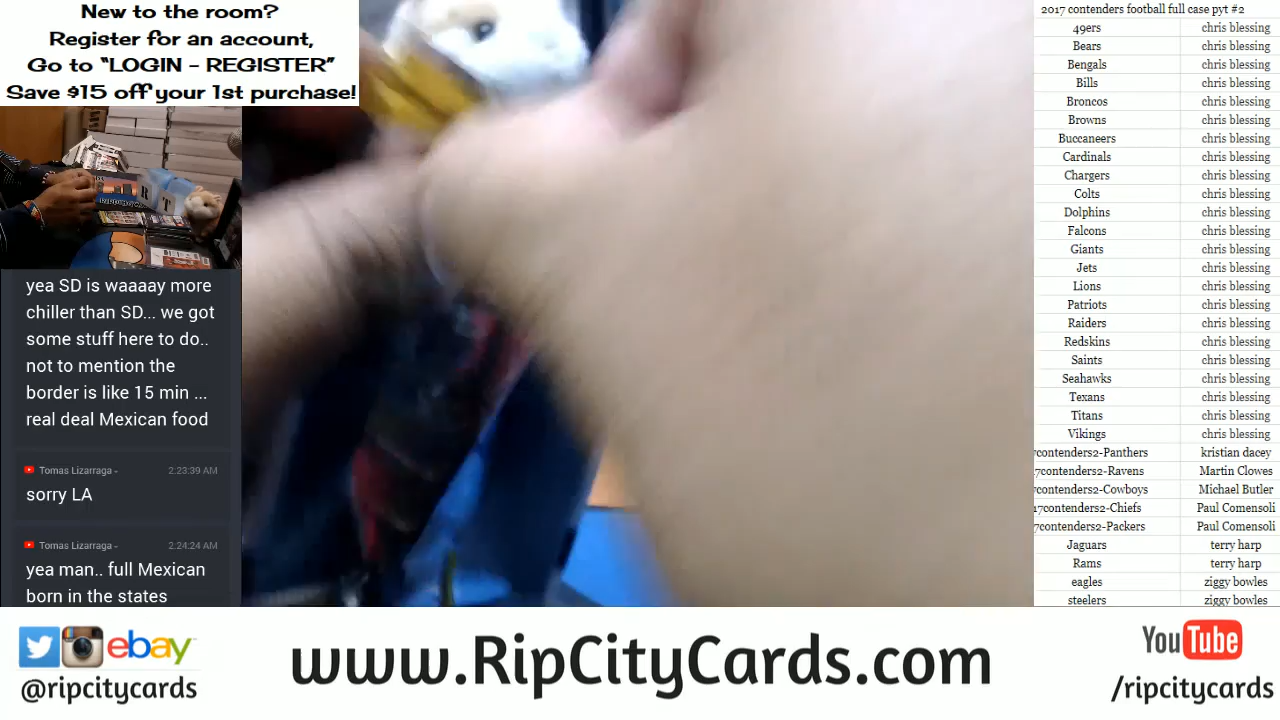 New to the room?
Register for an account,
Go to “LOGIN - REGISTER”
Save $15 off your 1st purchase!
yea SD is waaaay more
chiller than SD... we got
some stuff here to do..
not to mention the
border is like 15 min ...
real deal Mexican food
Tomas Lizarraga 2:23:39 AM
sorry LA
Tomas Lizarraga 2:24:24 AM
yea man.. full Mexican
born in the states
2017 contenders football full case pyt #2
49ers chris blessing
Bears chris blessing
Bengals chris blessing
Bills chris blessing
Broncos chris blessing
Browns chris blessing
Buccaneers chris blessing
Cardinals chris blessing
Chargers chris blessing
Colts chris blessing
Dolphins chris blessing
Falcons chris blessing
Giants chris blessing
Jets chris blessing
Lions chris blessing
Patriots chris blessing
Raiders chris blessing
Redskins chris blessing
Saints chris blessing
Seahawks chris blessing
Texans chris blessing
Titans chris blessing
Vikings chris blessing
contenders2-Panthers kristian dacey
7contenders2-Ravens Martin Clowes
contenders2-Cowboys Michael Butler
17contenders2-Chiefs Paul Comensoli
7contenders2-Packers Paul Comensoli
Jaguars terry harp
Rams terry harp
eagles ziggy bowles
steelers ziggy bowles
ebay
@ripcitycards
www.RipCityCards.com
YouTube
/ripcitycards